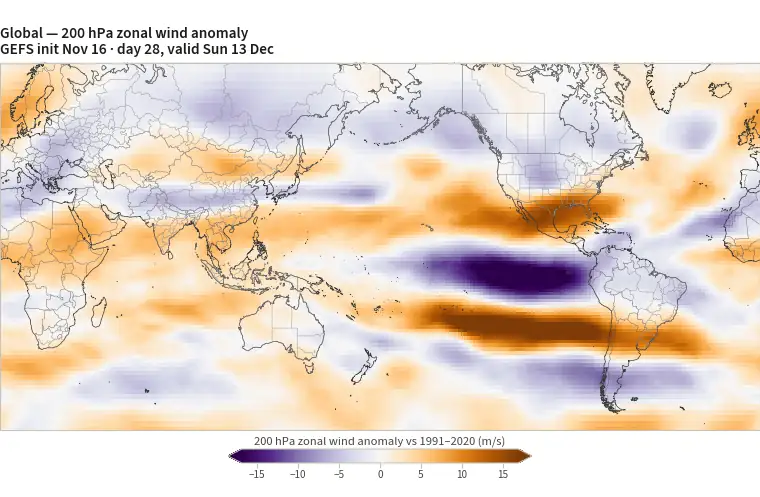 Global — 200 hPa zonal wind anomaly
GEFS init Nov 16 · day 28, valid Sun 13 Dec
200 hPa zonal wind anomaly vs 1991–2020 (m/s)
−15 −10 −5 0 5 10 15